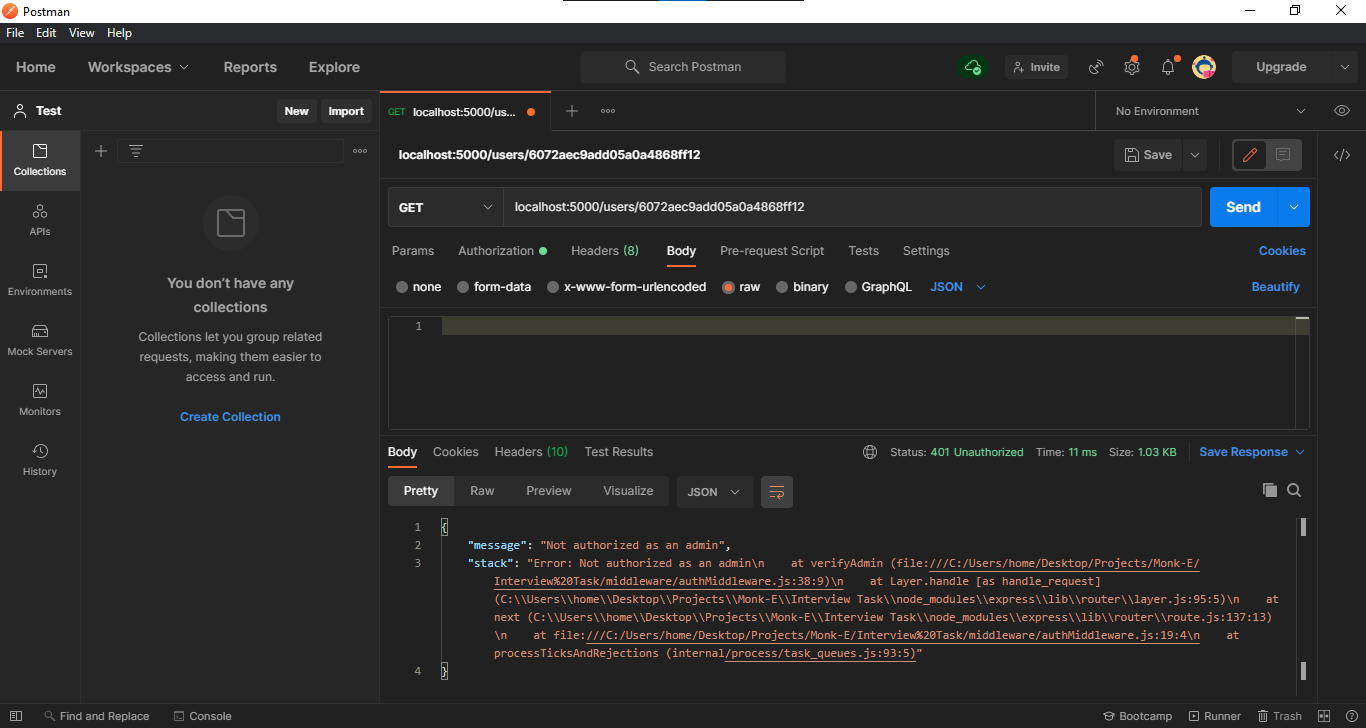 Postman
File Edit View Help
Home Workspaces Reports Explore Search Postman Invite Upgrade
Test New Import GET localhost:5000/us... No Environment
localhost:5000/users/6072aec9add05a0a4868ff12 Save
Collections
APIs
Environments
Mock Servers
Monitors
History
You don't have any
collections
Collections let you group related
requests, making them easier to
access and run.
Create Collection
GET localhost:5000/users/6072aec9add05a0a4868ff12 Send
Params Authorization Headers (8) Body Pre-request Script Tests Settings Cookies
none form-data x-www-form-urlencoded raw binary GraphQL JSON Beautify
1
Body Cookies Headers (10) Test Results Status: 401 Unauthorized Time: 11 ms Size: 1.03 KB Save Response
Pretty Raw Preview Visualize JSON
1 {
2 "message": "Not authorized as an admin",
3 "stack": "Error: Not authorized as an admin\n    at verifyAdmin (file:///C:/Users/home/Desktop/Projects/Monk-E/
Interview%20Task/middleware/authMiddleware.js:38:9)\n    at Layer.handle [as handle_request]
(C:\\Users\\home\\Desktop\\Projects\\Monk-E\\Interview Task\\node_modules\\express\\lib\\router\\layer.js:95:5)\n    at
next (C:\\Users\\home\\Desktop\\Projects\\Monk-E\\Interview Task\\node_modules\\express\\lib\\router\\route.js:137:13)
\n    at file:///C:/Users/home/Desktop/Projects/Monk-E/Interview%20Task/middleware/authMiddleware.js:19:4\n    at
processTicksAndRejections (internal/process/task_queues.js:93:5)"
4 }
Find and Replace Console Bootcamp Runner Trash